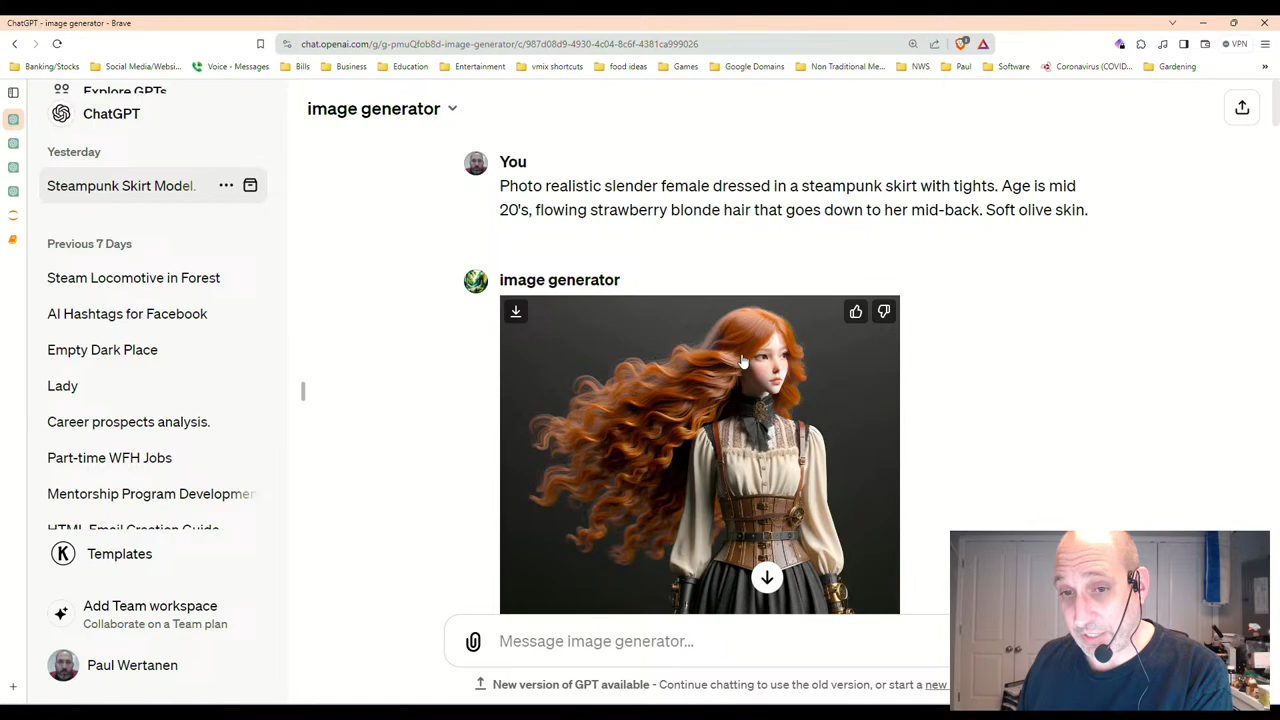 ChatGPT - image generator - Brave
chat.openai.com/g/g-pmuQfob8d-image-generator/c/987d08d9-4930-4c04-8c6f-4381ca999026
VPN
Banking/Stocks
Social Media/Websi...
Voice - Messages
Bills
Business
Education
Entertainment
vmix shortcuts
food ideas
Games
Google Domains
Non Traditional Me...
NWS
Paul
Software
Coronavirus (COVID...
Gardening
»
Explore GPTs
ChatGPT
Yesterday
Steampunk Skirt Model.
Previous 7 Days
Steam Locomotive in Forest
AI Hashtags for Facebook
Empty Dark Place
Lady
Career prospects analysis.
Part-time WFH Jobs
Mentorship Program Developmen
HTML Email Creation Guide
K Templates
Add Team workspace
Collaborate on a Team plan
Paul Wertanen
image generator
You
Photo realistic slender female dressed in a steampunk skirt with tights. Age is mid
20's, flowing strawberry blonde hair that goes down to her mid-back. Soft olive skin.
image generator
Message image generator...
New version of GPT available - Continue chatting to use the old version, or start a new